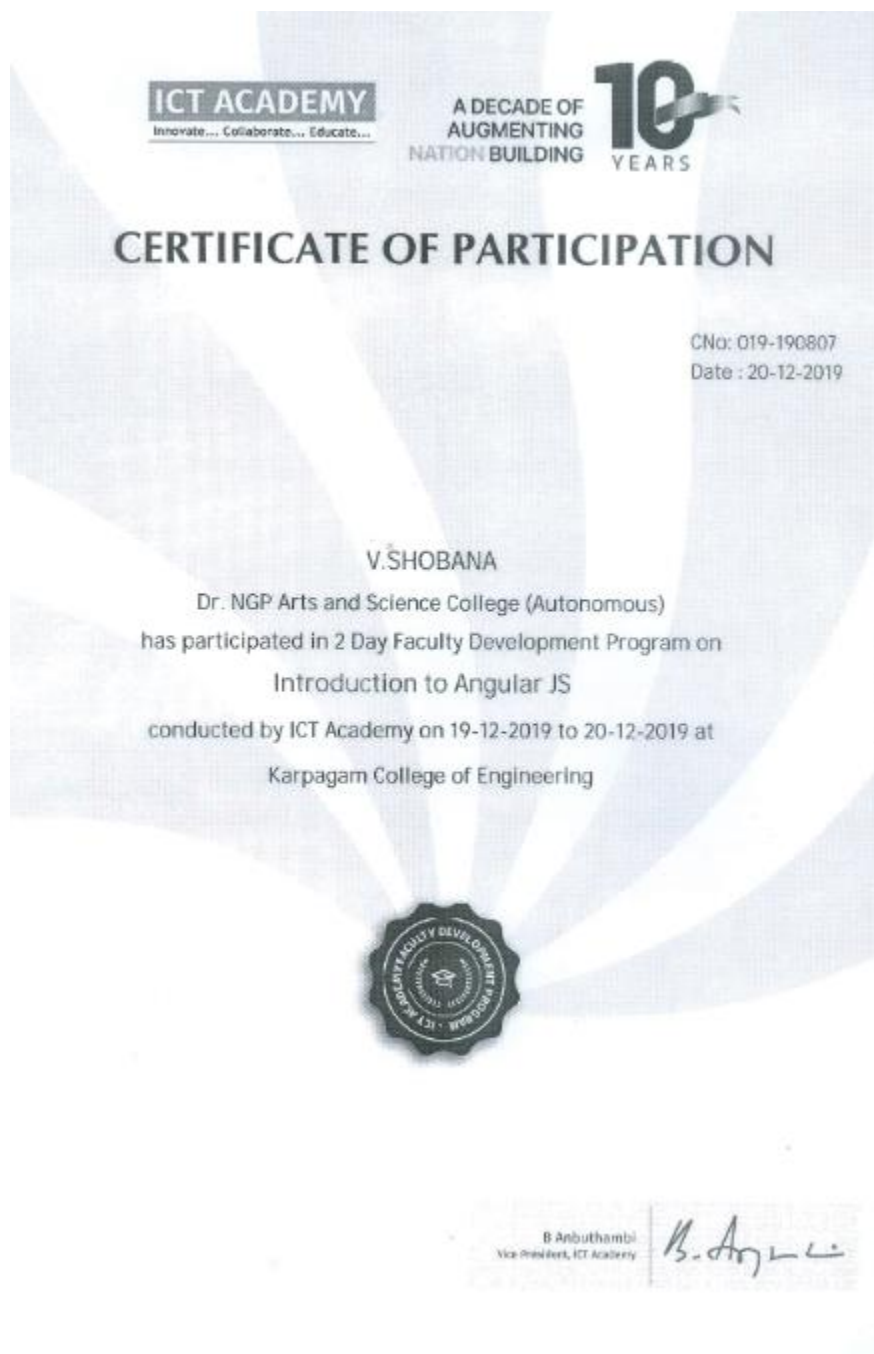 ICT ACADEMY
Innovate... Collaborate... Educate...
A DECADE OF
AUGMENTING
NATION BUILDING
10
YEARS
CERTIFICATE OF PARTICIPATION
CNo: 019-190807
Date : 20-12-2019
V.SHOBANA
Dr. NGP Arts and Science College (Autonomous)
has participated in 2 Day Faculty Development Program on
Introduction to Angular JS
conducted by ICT Academy on 19-12-2019 to 20-12-2019 at
Karpagam College of Engineering
FACULTY DEVELOPMENT PROGRAM · ICT ACADEMY
B Anbuthambi
Vice President, ICT Academy